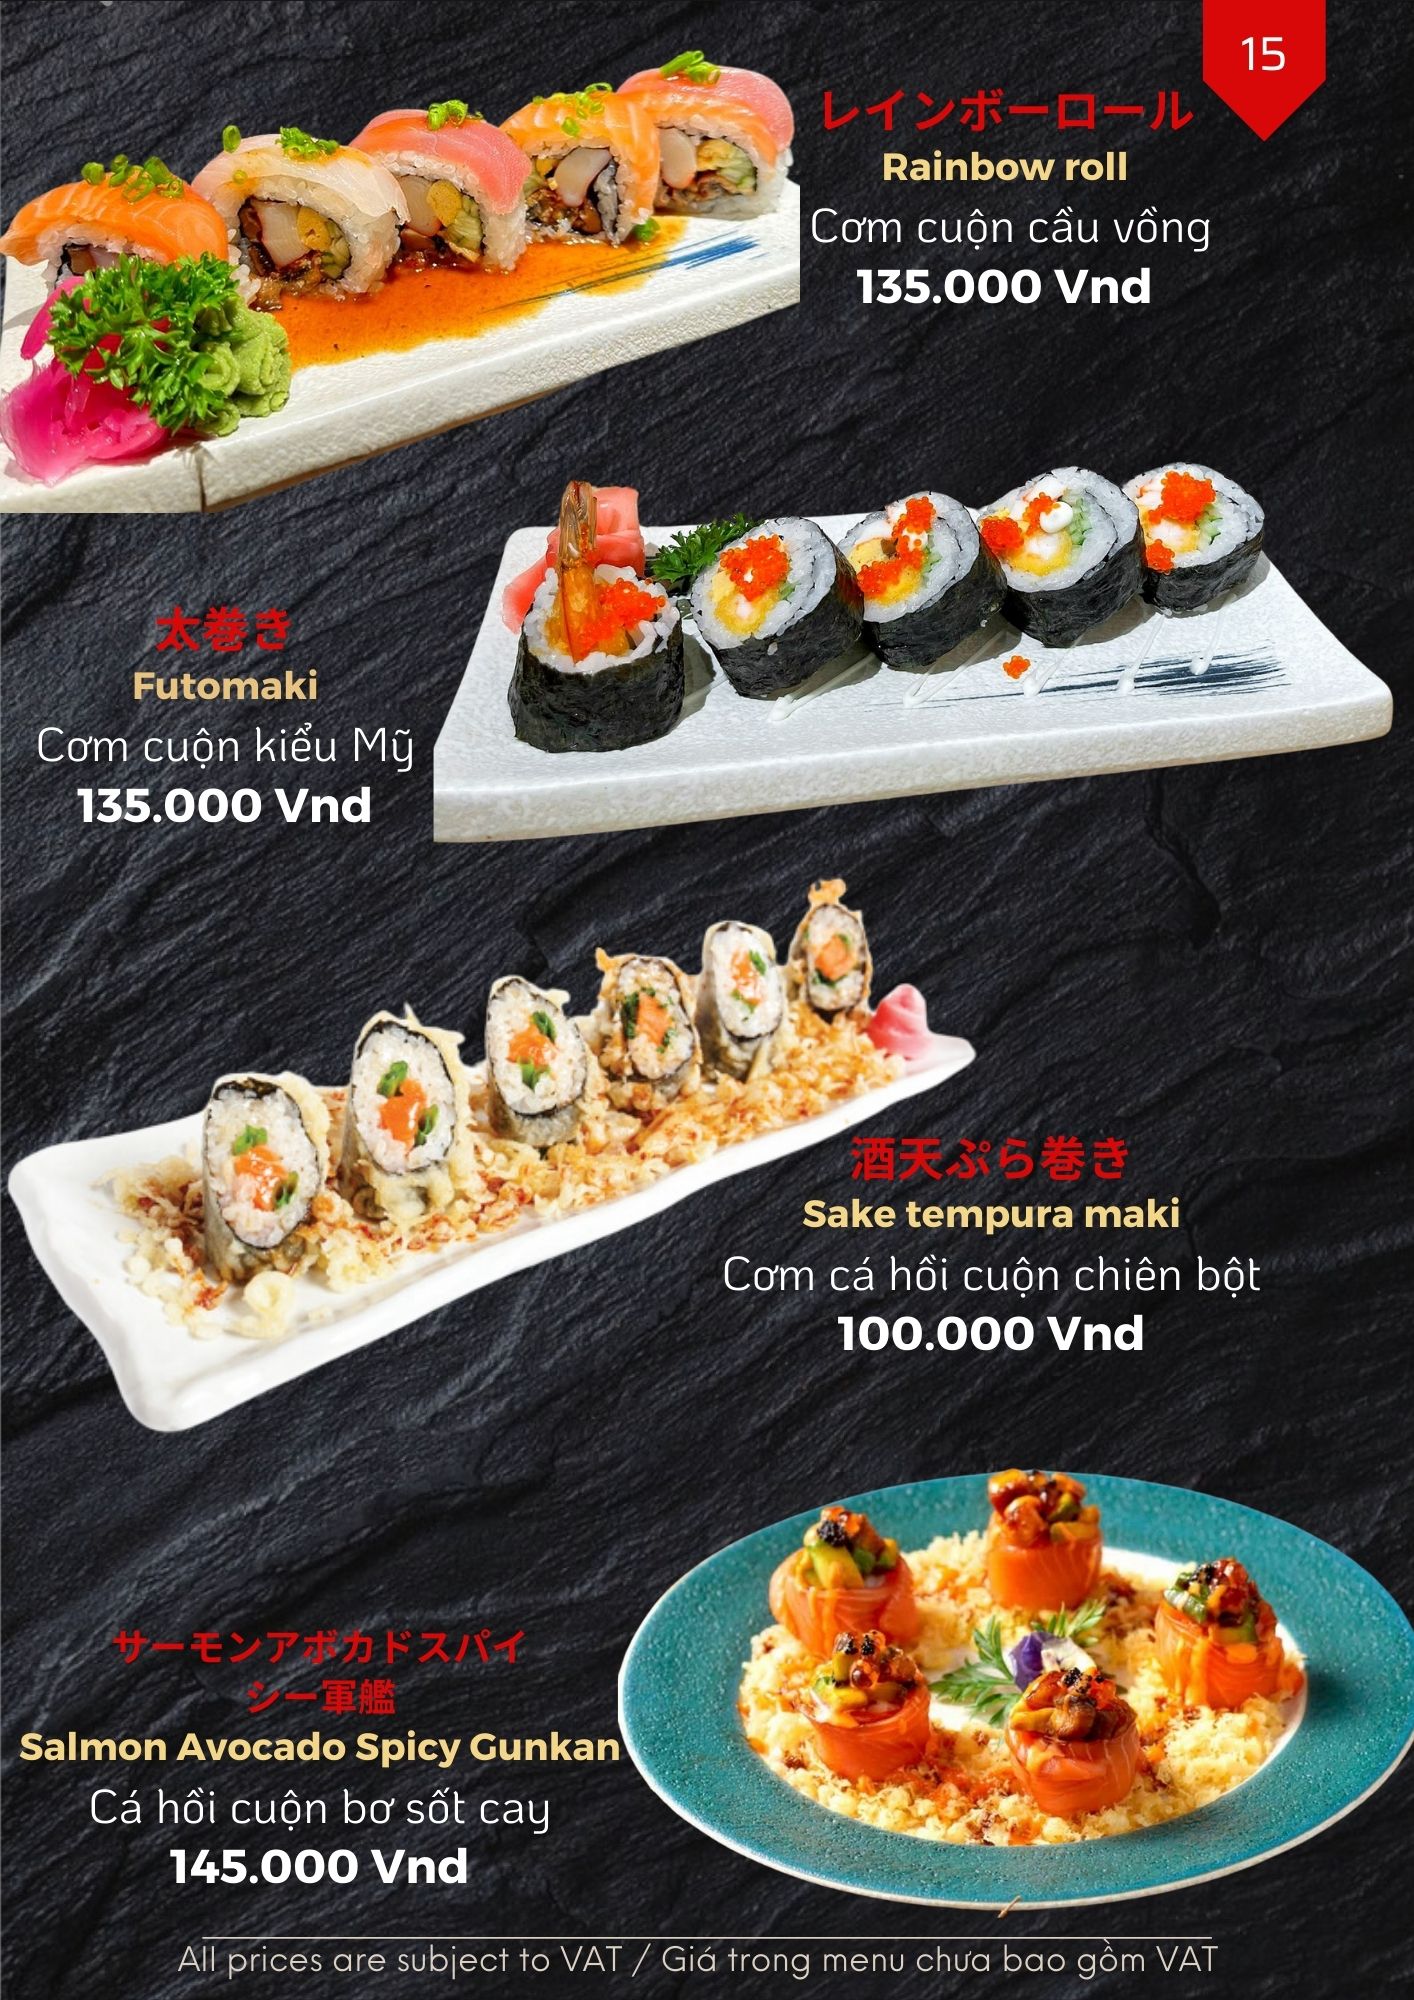 15
レインボーロール
Rainbow roll
Cơm cuộn cầu vồng
135.000 Vnd
太巻き
Futomaki
Cơm cuộn kiểu Mỹ
135.000 Vnd
酒天ぷら巻き
Sake tempura maki
Cơm cá hồi cuộn chiên bột
100.000 Vnd
サーモンアボカドスパイ
シー軍艦
Salmon Avocado Spicy Gunkan
Cá hồi cuộn bơ sốt cay
145.000 Vnd
All prices are subject to VAT / Giá trong menu chưa bao gồm VAT